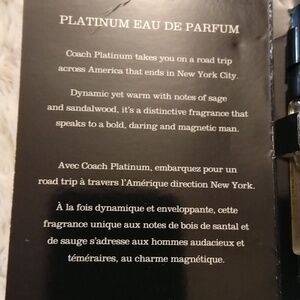 PLATINUM EAU DE PARFUM
Coach Platinum takes you on a road trip
across America that ends in New York City.
Dynamic yet warm with notes of sage
and sandalwood, it's a distinctive fragrance that
speaks to a bold, daring and magnetic man.
Avec Coach Platinum, embarquez pour un
road trip à travers l'Amérique direction New York.
À la fois dynamique et enveloppante, cette
fragrance unique aux notes de bois de santal et
de sauge s'adresse aux hommes audacieux et
téméraires, au charme magnétique.